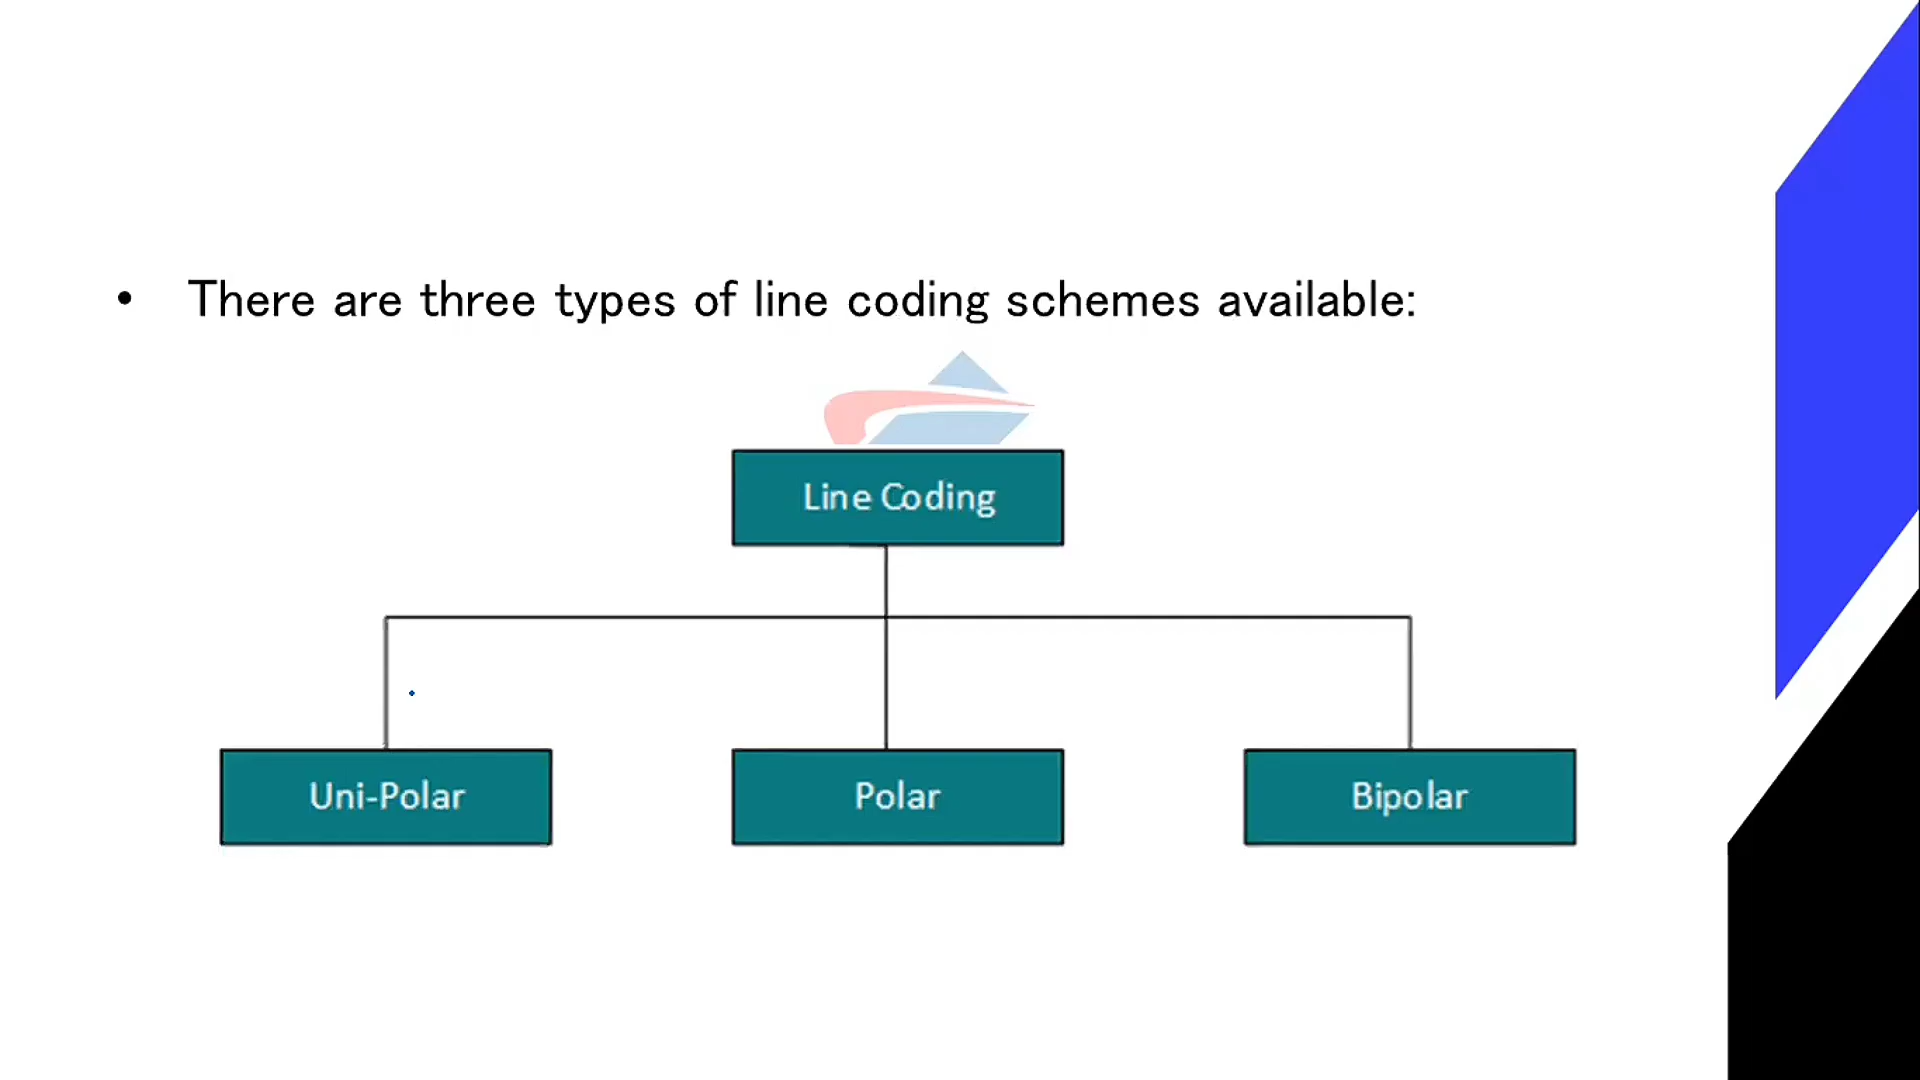 • There are three types of line coding schemes available:
Line Coding
Uni-Polar
Polar
Bipolar